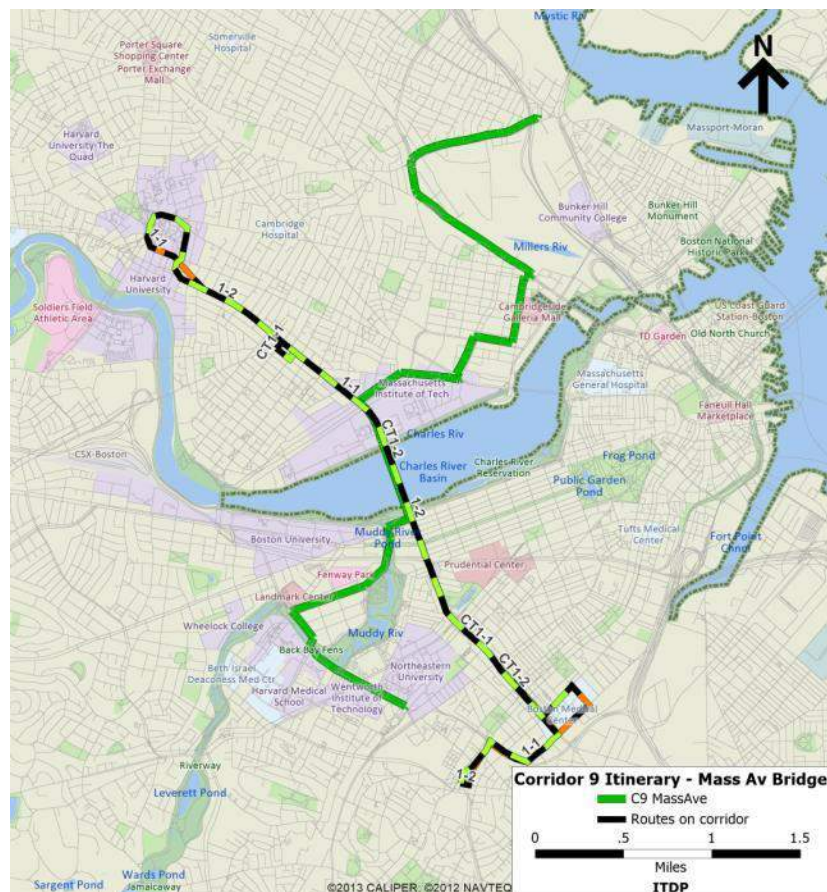 Mystic Riv
Somerville
Hospital
Porter Square
Shopping Center
Porter Exchange
Mall
N
Massport-Moran
Harvard
University-The
Quad
Bunker Hill
Community College
Bunker Hill
Monument
Cambridge
Hospital
Boston National
Historic Park
Millers Riv
1-1
Harvard
University
1-2
Soldiers Field
Athletic Area
Cambridgeside
Galleria Mall
US Coast Guard
Station-Boston
TD Garden
Old North Church
CT1-1
Massachusetts
General Hospital
1-1
Massachusetts
Institute of Tech
Faneuil Hall
Marketplace
CT1-2
Charles Riv
CSX-Boston
Charles River
Basin
Charles River
Reservation
Frog Pond
Public Garden
Pond
1-2
Muddy River
Pond
Boston University
Tufts Medical
Center
Fort Point
Chnnl
Prudential Center
Fenway Park
Landmark Center
Wheelock College
Muddy Riv
CT1-1
Back Bay Fens
CT1-2
Beth Israel
Deaconess Med Ctr
Northeastern
University
Harvard Medical
School
Wentworth
Institute of
Technology
Boston Medical
Center
1-1
1-2
Riverway
Leverett Pond
Wards Pond
Jamaicaway
Sargent Pond
Corridor 9 Itinerary - Mass Av Bridge
C9 MassAve
Routes on corridor
0 .5 1 1.5
Miles
ITDP
©2013 CALIPER, ©2012 NAVTEQ